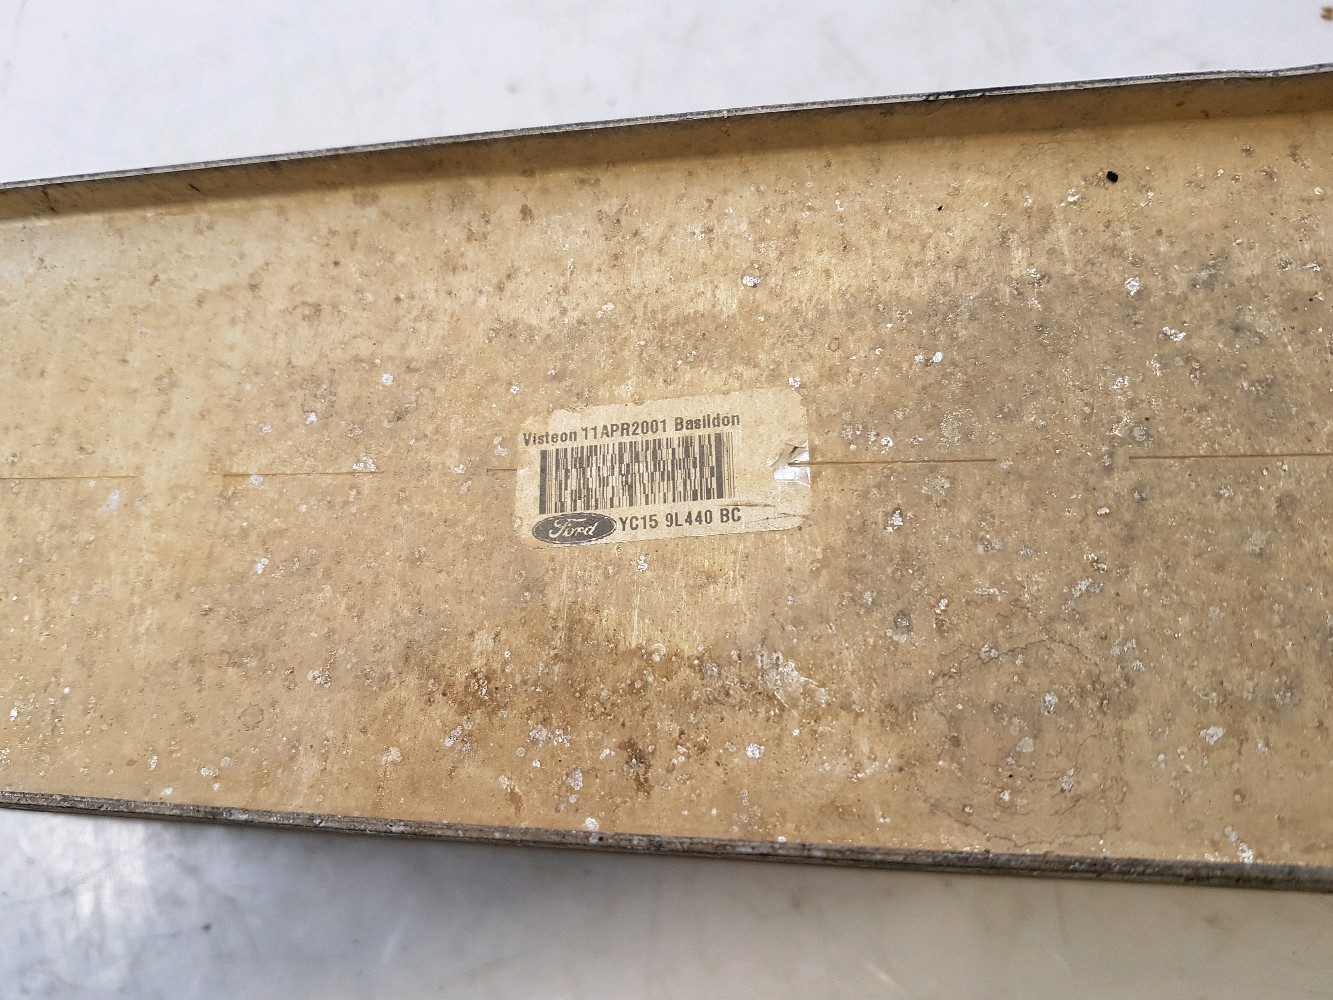 Visteon 11APR2001 Basildon
Ford YC15 9L440 BC